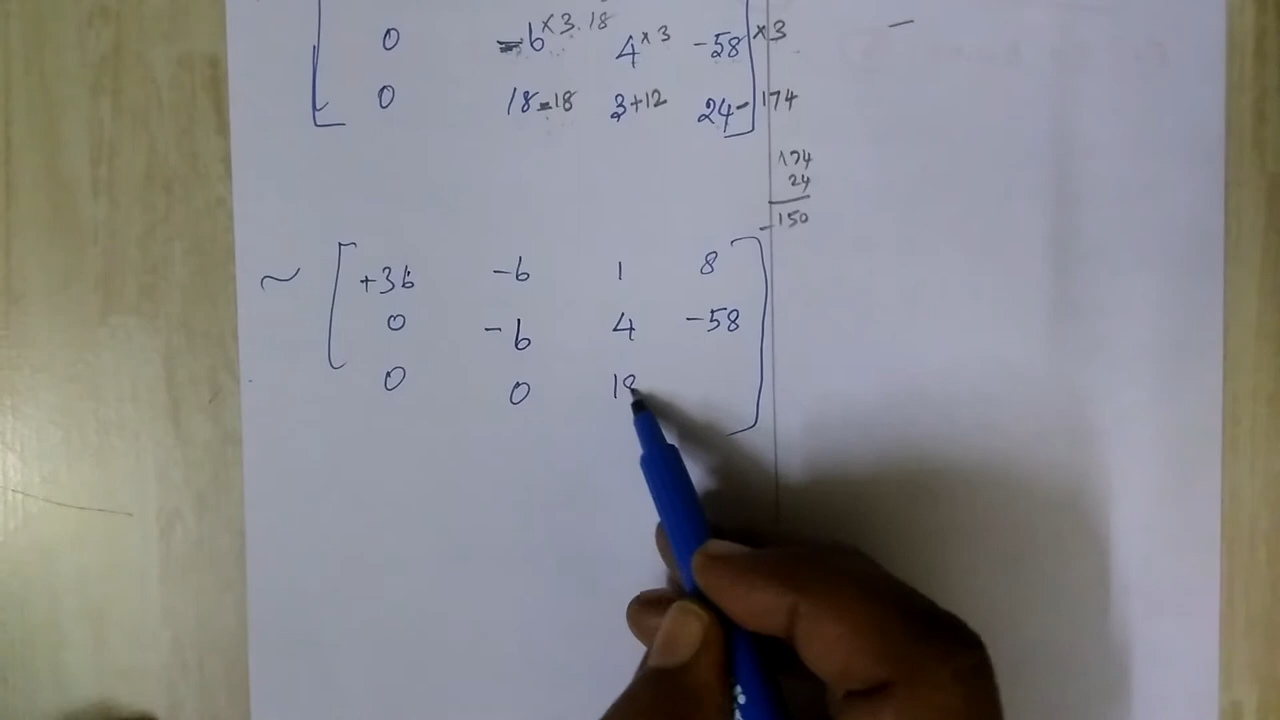 0 -6 ×3.18 4 ×3 -58 ×3
0 18-18 3+12 24-174
174
24
-150
~ +36 -6 1 8
0 -6 4 -58
0 0 18